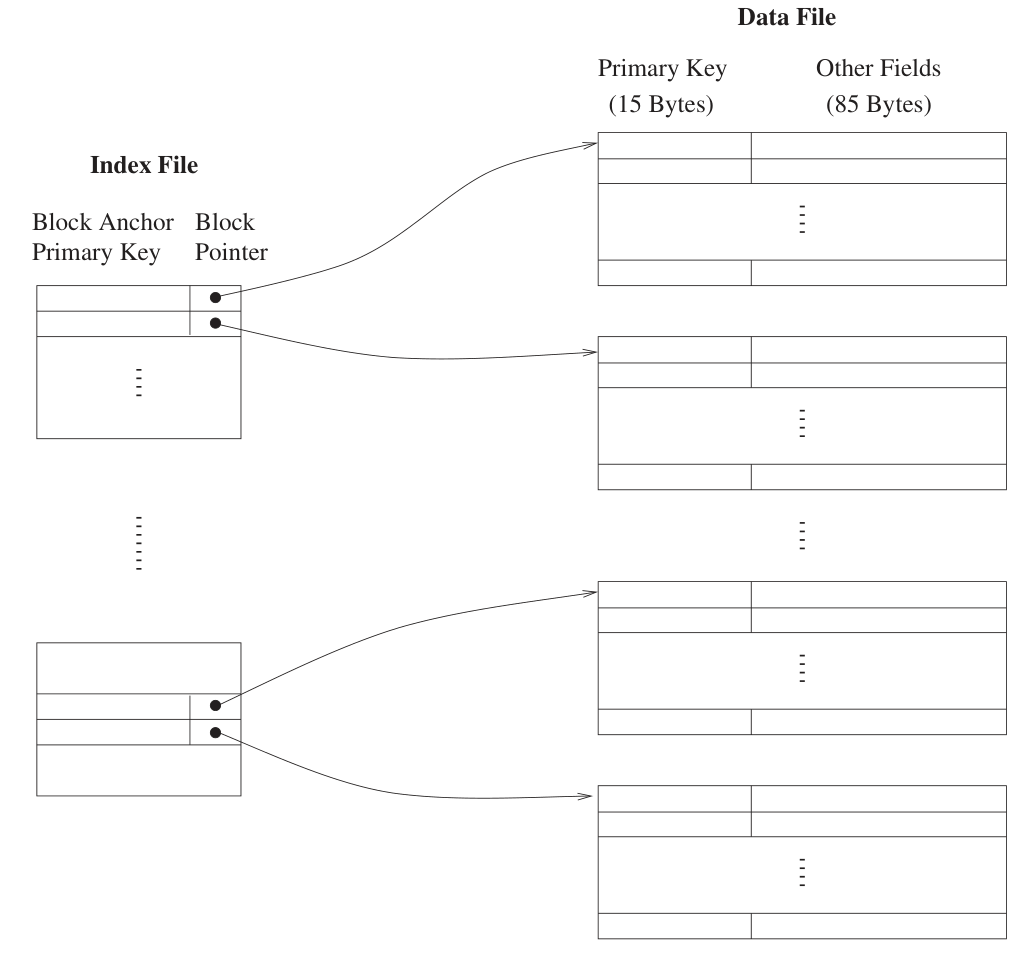 Data File
Primary Key Other Fields
(15 Bytes) (85 Bytes)
Index File
Block Anchor Block
Primary Key Pointer